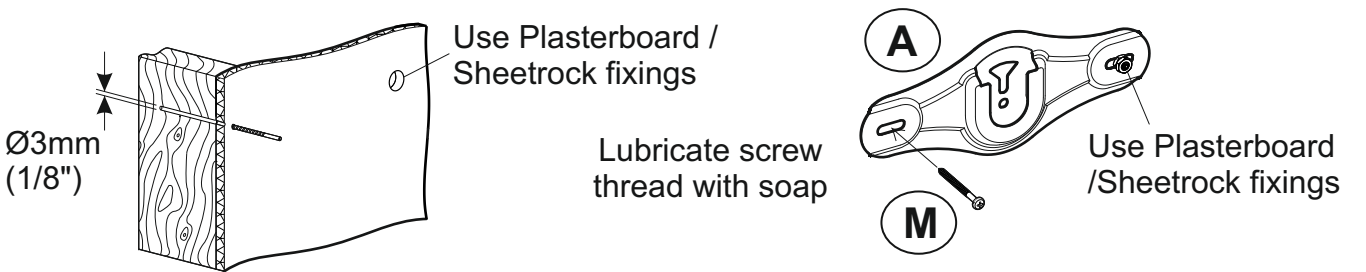 Use Plasterboard /
Sheetrock fixings
Ø3mm
(1/8")
Lubricate screw
thread with soap
A
M
Use Plasterboard
/Sheetrock fixings